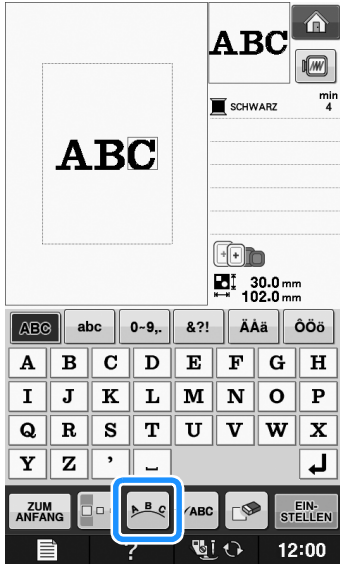 ABC
SCHWARZ
min
4
ABC
30.0 mm
102.0 mm
ABC abc 0~9,. &?! ÄÅä ÔÕö
A B C D E F G H
I J K L M N O P
Q R S T U V W X
Y Z ' ⌣
ZUM ANFANG
A B C
ABC
EIN-
STELLEN
?
12:00